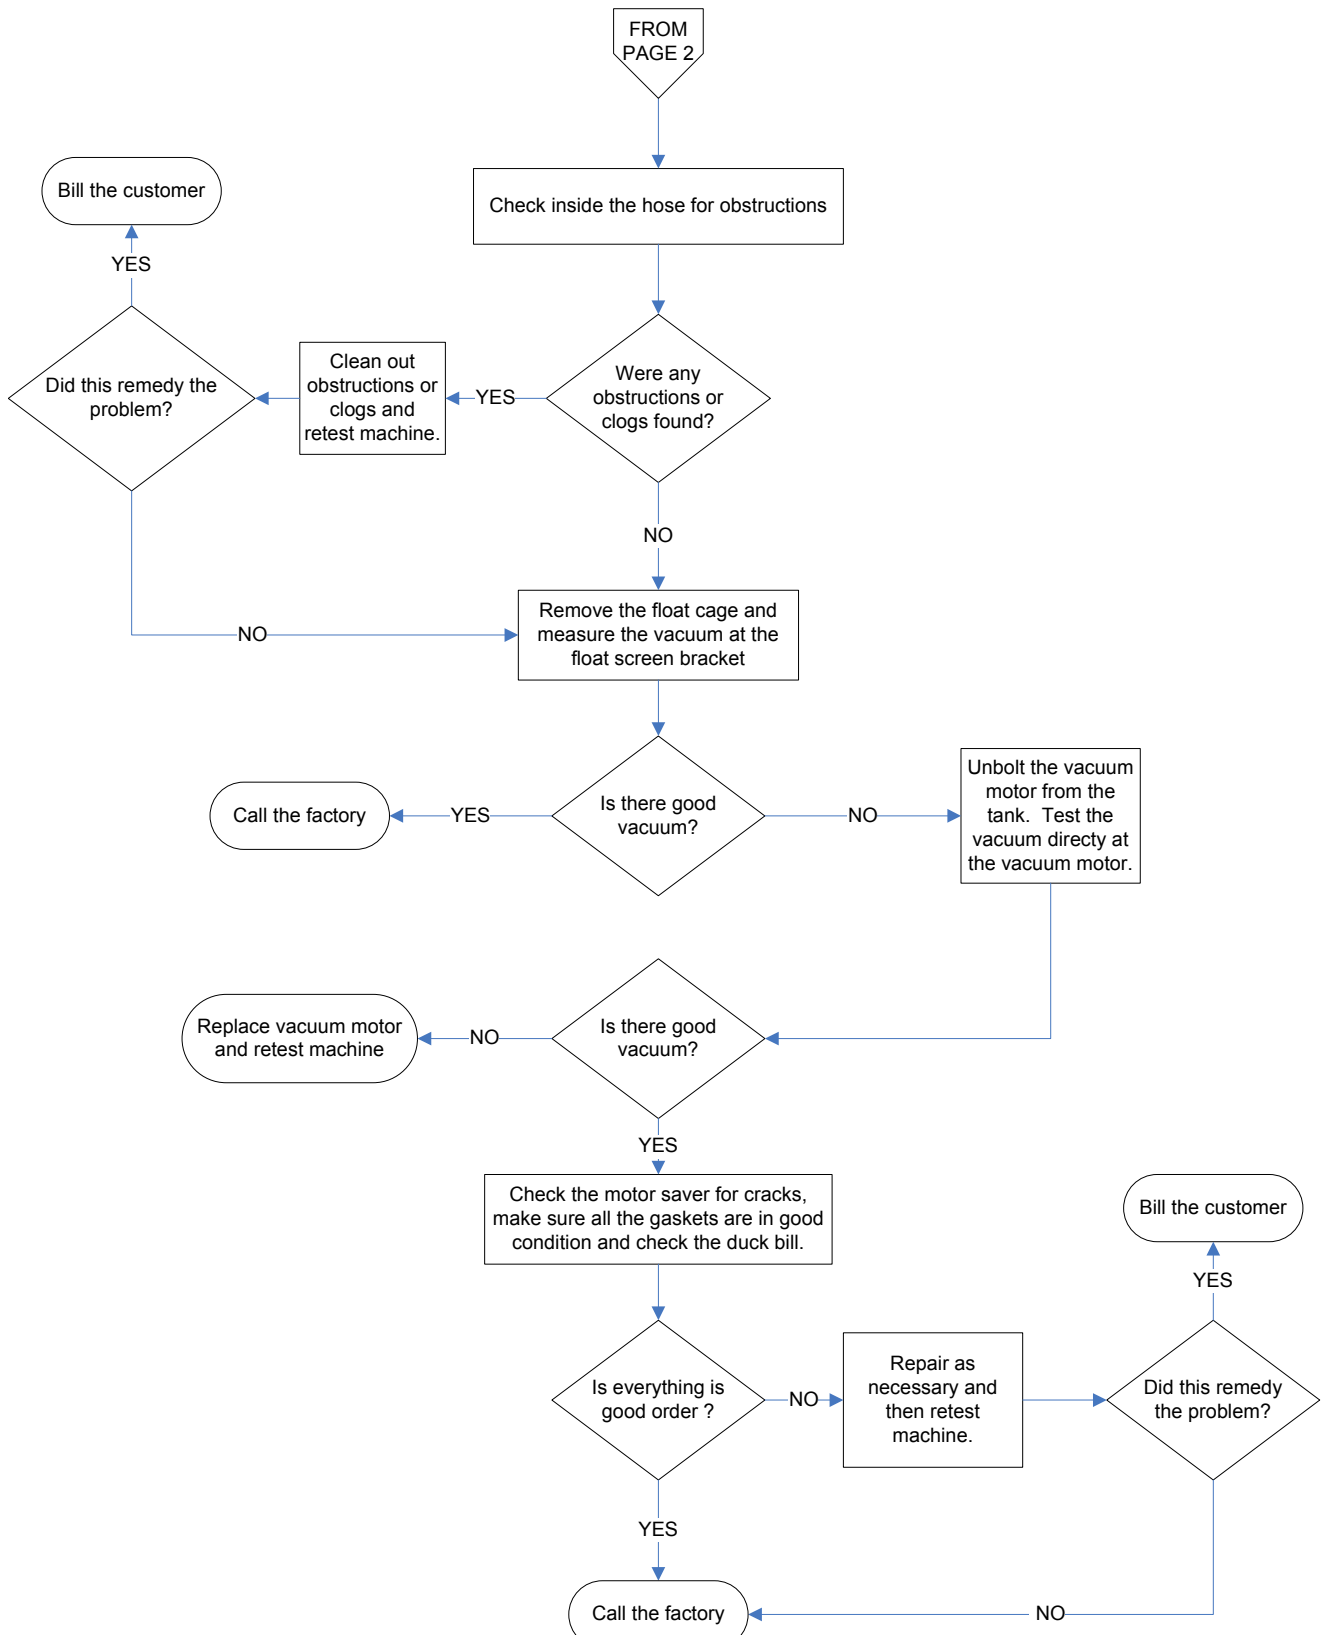 FROM
PAGE 2
Check inside the hose for obstructions
Bill the customer
YES
Did this remedy the
problem?
Clean out
obstructions or
clogs and
retest machine.
YES
Were any
obstructions or
clogs found?
NO
NO
Remove the float cage and
measure the vacuum at the
float screen bracket
Call the factory
YES
Is there good
vacuum?
NO
Unbolt the vacuum
motor from the
tank. Test the
vacuum directy at
the vacuum motor.
Replace vacuum motor
and retest machine
NO
Is there good
vacuum?
YES
Check the motor saver for cracks,
make sure all the gaskets are in good
condition and check the duck bill.
Bill the customer
YES
Is everything is
good order ?
NO
Repair as
necessary and
then retest
machine.
Did this remedy
the problem?
YES
Call the factory
NO